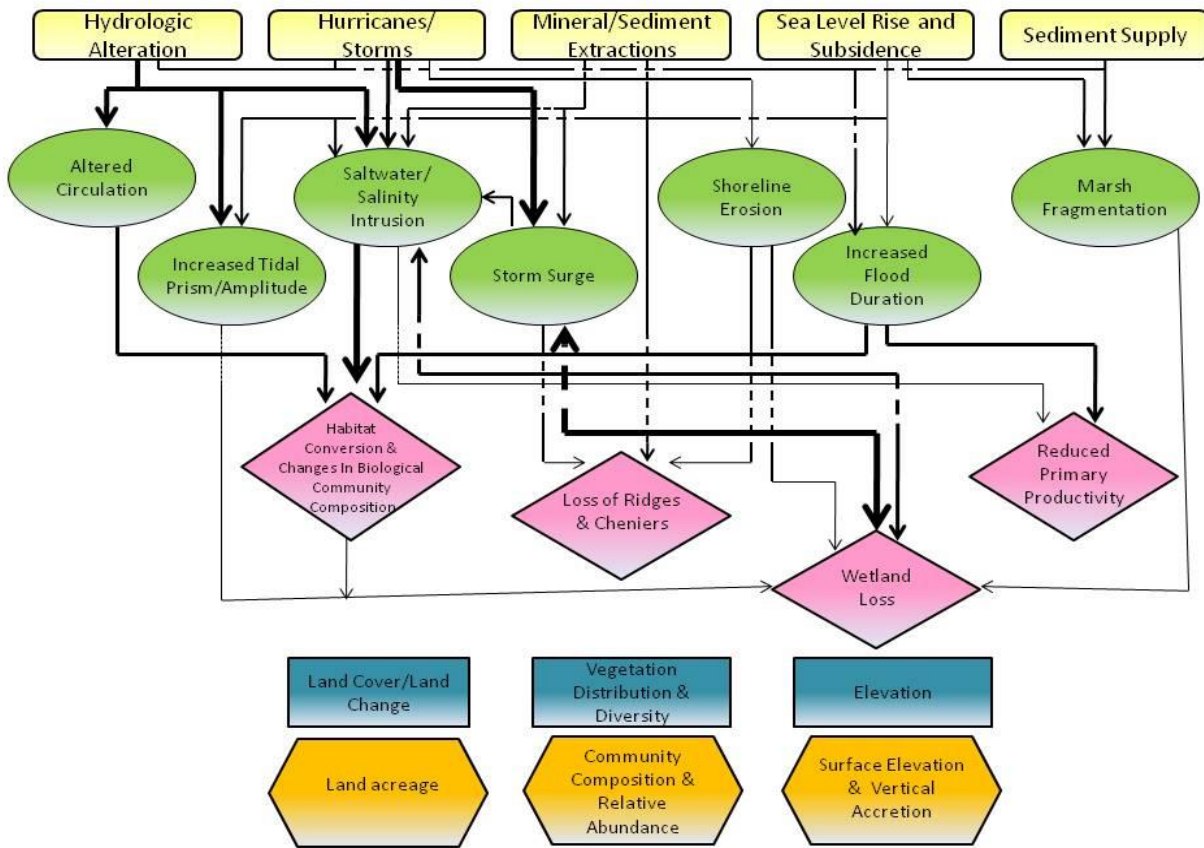 Hydrologic
Alteration
Hurricanes/
Storms
Mineral/Sediment
Extractions
Sea Level Rise and
Subsidence
Sediment Supply
Altered
Circulation
Saltwater/
Salinity
Intrusion
Shoreline
Erosion
Marsh
Fragmentation
Increased Tidal
Prism/Amplitude
Storm Surge
Increased
Flood
Duration
Habitat
Conversion &
Changes In Biological
Community
Composition
Loss of Ridges
& Cheniers
Reduced
Primary
Productivity
Wetland
Loss
Land Cover/Land
Change
Vegetation
Distribution &
Diversity
Elevation
Land acreage
Community
Composition &
Relative
Abundance
Surface Elevation
& Vertical
Accretion